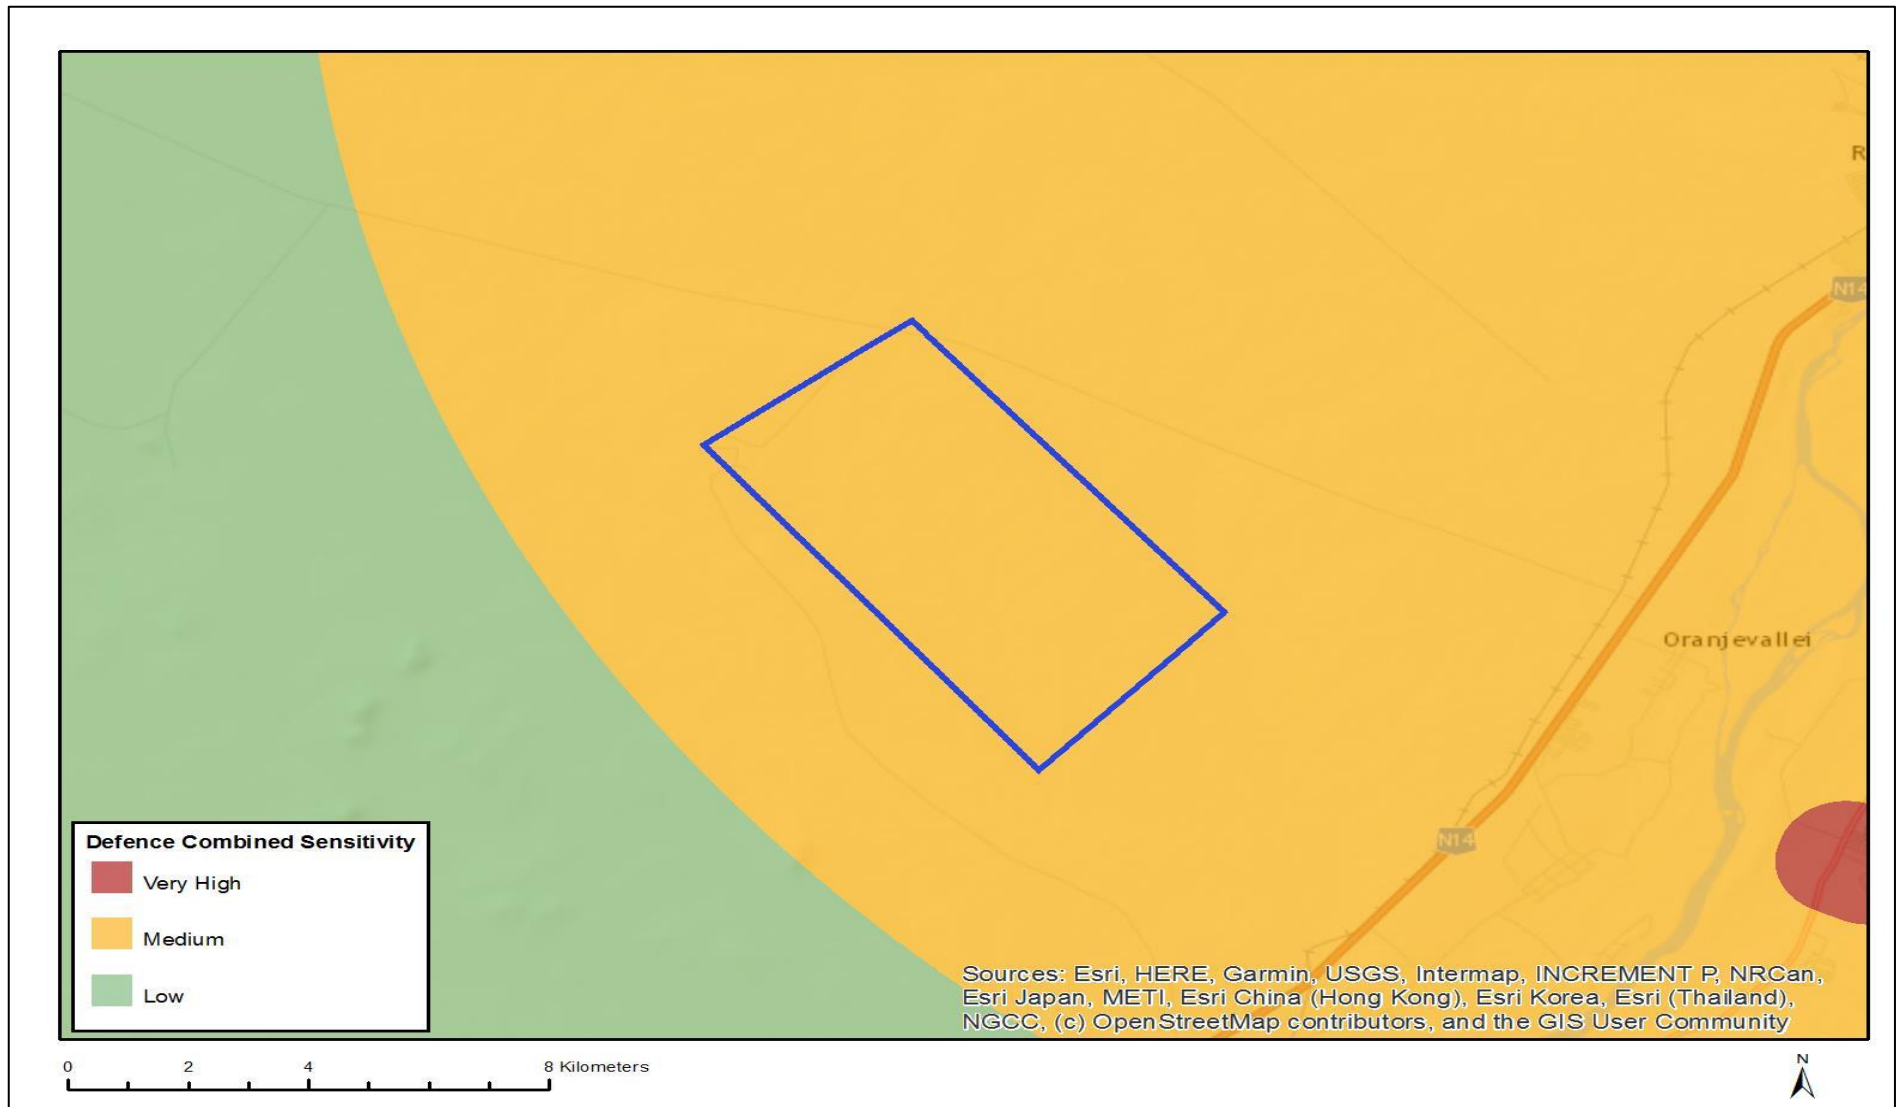 R
N14
Oranjevallei
N14
Defence Combined Sensitivity
Very High
Medium
Low
Sources: Esri, HERE, Garmin, USGS, Intermap, INCREMENT P, NRCan,
Esri Japan, METI, Esri China (Hong Kong), Esri Korea, Esri (Thailand),
NGCC, (c) OpenStreetMap contributors, and the GIS User Community
0 2 4 8 Kilometers
N